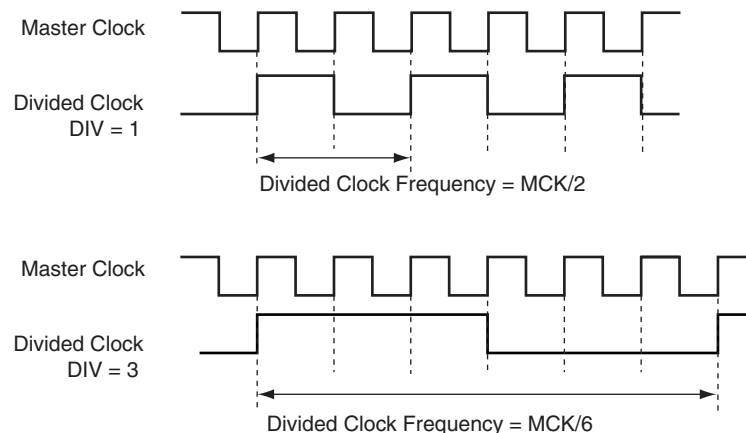 Master Clock
Divided Clock
DIV = 1
Divided Clock Frequency = MCK/2
Master Clock
Divided Clock
DIV = 3
Divided Clock Frequency = MCK/6